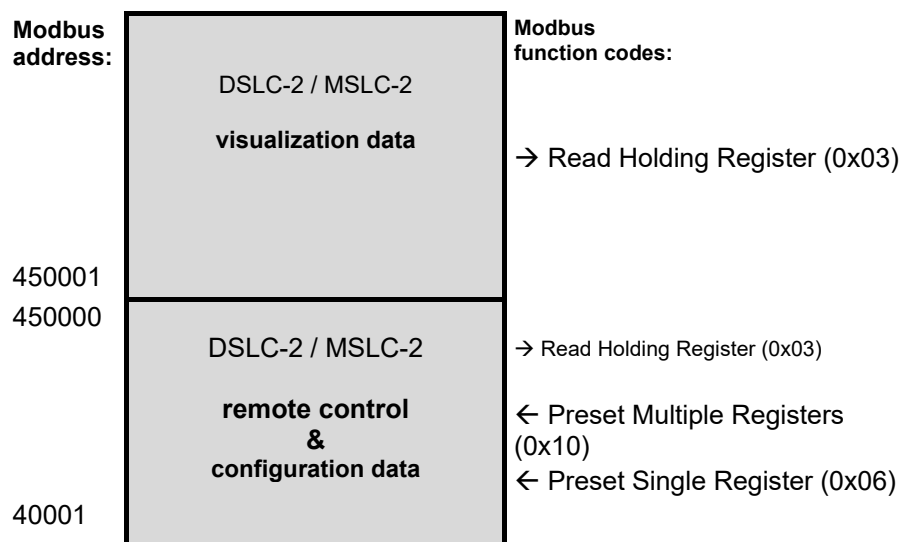 Modbus
address:
DSLC-2 / MSLC-2
visualization data
450001
Modbus
function codes:
→ Read Holding Register (0x03)
450000
DSLC-2 / MSLC-2
remote control
&
configuration data
40001
→ Read Holding Register (0x03)
← Preset Multiple Registers
(0x10)
← Preset Single Register (0x06)